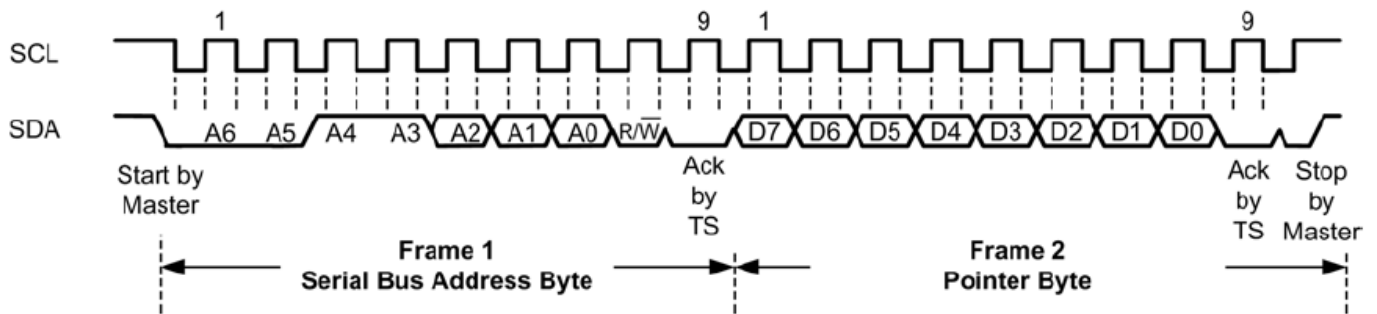 1 9 1 9
SCL
SDA A6 A5 A4 A3 A2 A1 A0 R/W̅ D7 D6 D5 D4 D3 D2 D1 D0
Start by
Master
Ack
by
TS
Ack
by
TS
Stop
by
Master
Frame 1
Serial Bus Address Byte
Frame 2
Pointer Byte